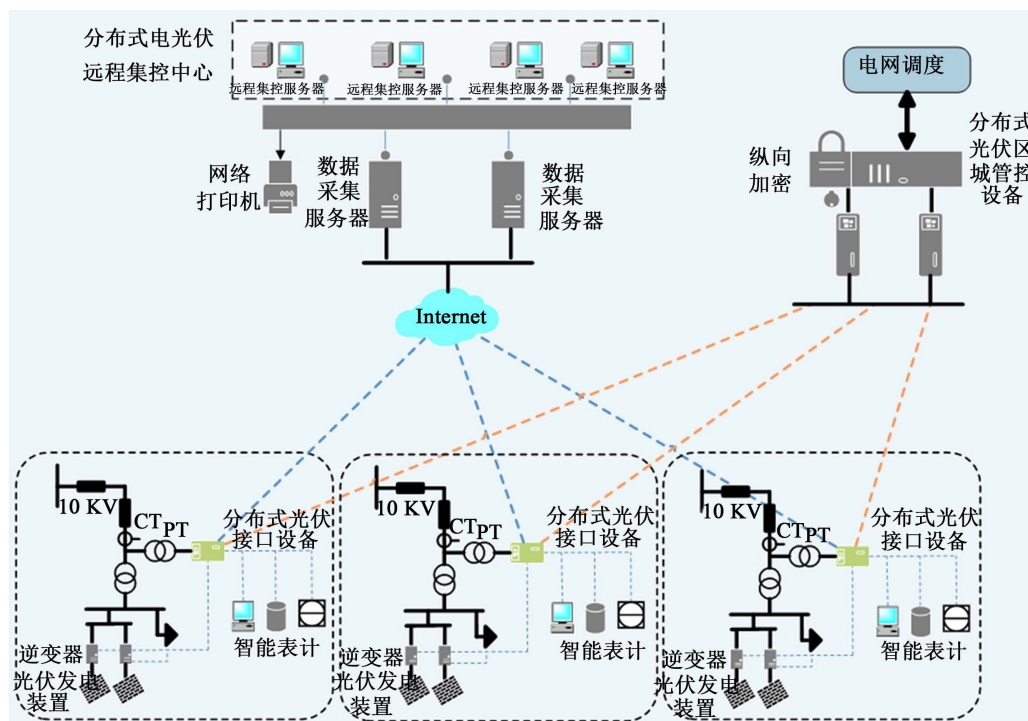 分布式电光伏
远程集控中心
远程集控服务器
远程集控服务器
远程集控服务器
远程集控服务器
网络
打印机
数据
采集
服务器
数据
采集
服务器
电网调度
纵向
加密
分布式
光伏区
城管控
设备
Internet
10 KV
CT
PT
分布式光伏
接口设备
智能表计
逆变器
光伏发电
装置
10 KV
CT
PT
分布式光伏
接口设备
智能表计
逆变器
光伏发电
装置
10 KV
CT
PT
分布式光伏
接口设备
智能表计
逆变器
光伏发电
装置